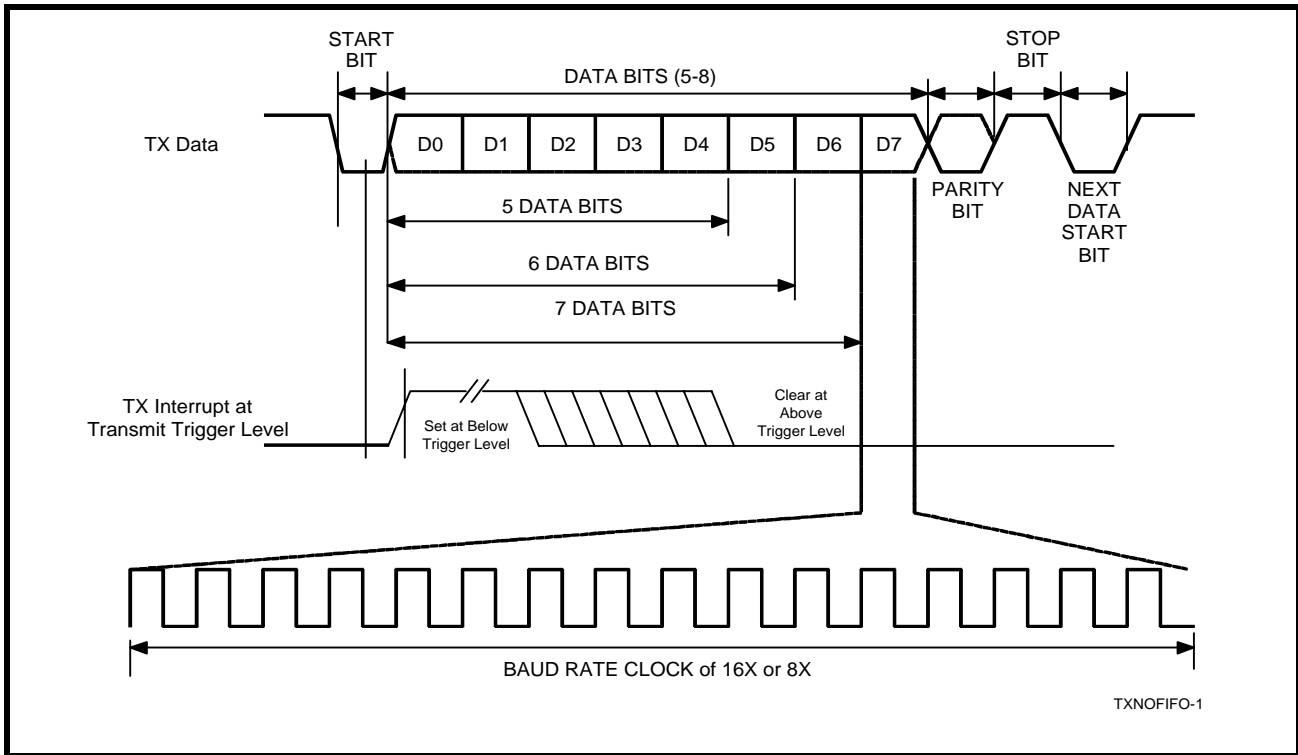 START
BIT
DATA BITS (5-8)
STOP
BIT
TX Data
D0 D1 D2 D3 D4 D5 D6 D7
PARITY
BIT
NEXT
DATA
START
BIT
5 DATA BITS
6 DATA BITS
7 DATA BITS
TX Interrupt at
Transmit Trigger Level
Set at Below
Trigger Level
Clear at
Above
Trigger Level
BAUD RATE CLOCK of 16X or 8X
TXNOFIFO-1